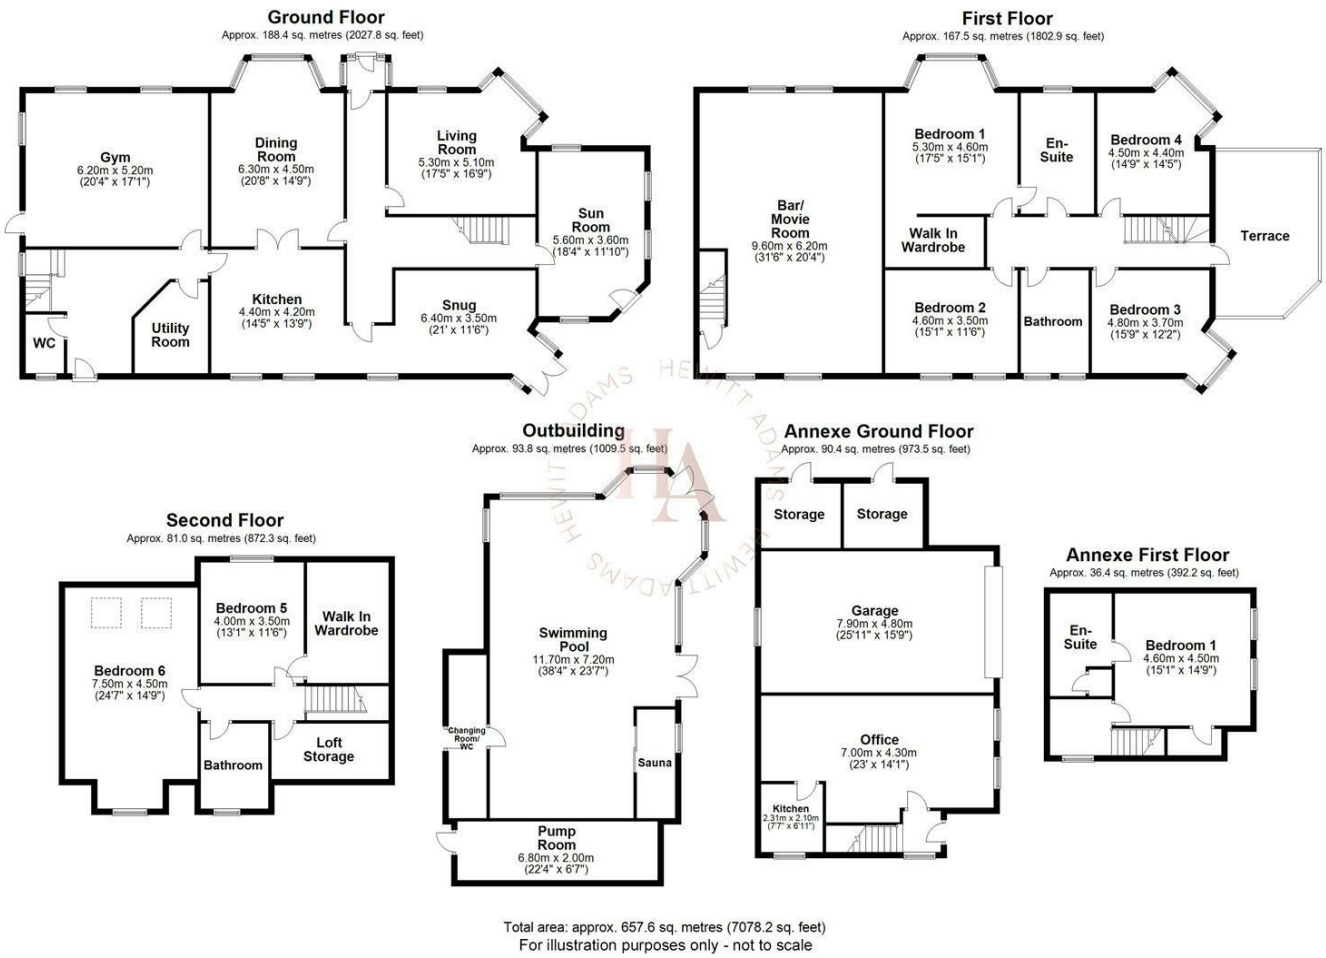 Ground Floor
Approx. 188.4 sq. metres (2027.8 sq. feet)
Gym
6.20m x 5.20m
(20'4" x 17'1")
Dining
Room
6.30m x 4.50m
(20'8" x 14'9")
Living
Room
5.30m x 5.10m
(17'5" x 16'9")
Sun
Room
5.60m x 3.60m
(18'4" x 11'10")
Kitchen
4.40m x 4.20m
(14'5" x 13'9")
Snug
6.40m x 3.50m
(21' x 11'6")
Utility
Room
WC
First Floor
Approx. 167.5 sq. metres (1802.9 sq. feet)
Bar/
Movie
Room
9.60m x 6.20m
(31'6" x 20'4")
Bedroom 1
5.30m x 4.60m
(17'5" x 15'1")
En-
Suite
Bedroom 4
4.50m x 4.40m
(14'9" x 14'5")
Walk In
Wardrobe
Terrace
Bedroom 2
4.60m x 3.50m
(15'1" x 11'6")
Bathroom
Bedroom 3
4.80m x 3.70m
(15'9" x 12'2")
HEWITT ADAMS HEWITT ADAMS HEWITT ADAMS
HA
Second Floor
Approx. 81.0 sq. metres (872.3 sq. feet)
Bedroom 5
4.00m x 3.50m
(13'1" x 11'6")
Walk In
Wardrobe
Bedroom 6
7.50m x 4.50m
(24'7" x 14'9")
Bathroom
Loft
Storage
Outbuilding
Approx. 93.8 sq. metres (1009.5 sq. feet)
Swimming
Pool
11.70m x 7.20m
(38'4" x 23'7")
Changing
Room/
WC
Sauna
Pump
Room
6.80m x 2.00m
(22'4" x 6'7")
Annexe Ground Floor
Approx. 90.4 sq. metres (973.5 sq. feet)
Storage
Storage
Garage
7.90m x 4.80m
(25'11" x 15'9")
Office
7.00m x 4.30m
(23' x 14'1")
Kitchen
2.31m x 2.10m
(7'7" x 6'11")
Annexe First Floor
Approx. 36.4 sq. metres (392.2 sq. feet)
En-
Suite
Bedroom 1
4.60m x 4.50m
(15'1" x 14'9")
Total area: approx. 657.6 sq. metres (7078.2 sq. feet)
For illustration purposes only - not to scale